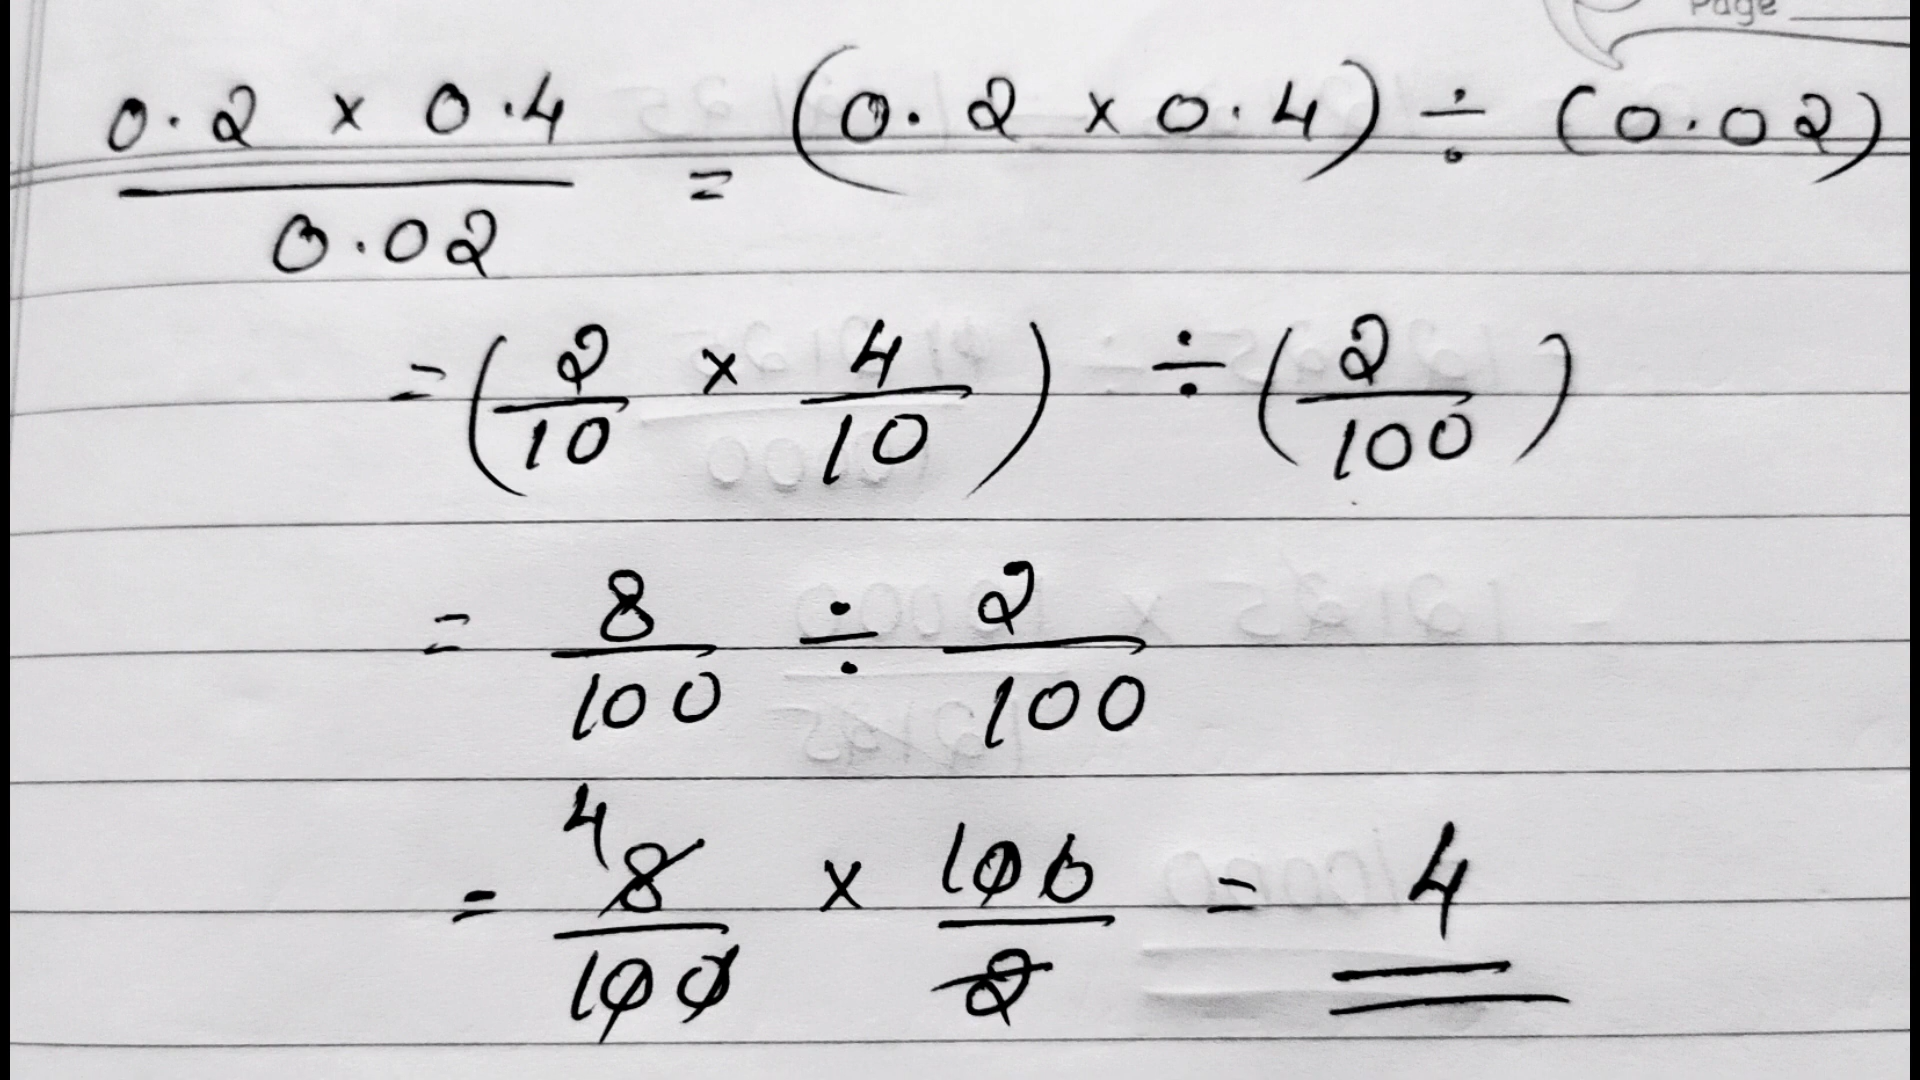 Page
0.2 × 0.4 / 0.02 = (0.2 × 0.4) ÷ (0.02)
= (2/10 × 4/10) ÷ (2/100)
= 8/100 ÷ 2/100
= 4 8/100 × 100/2 = 4